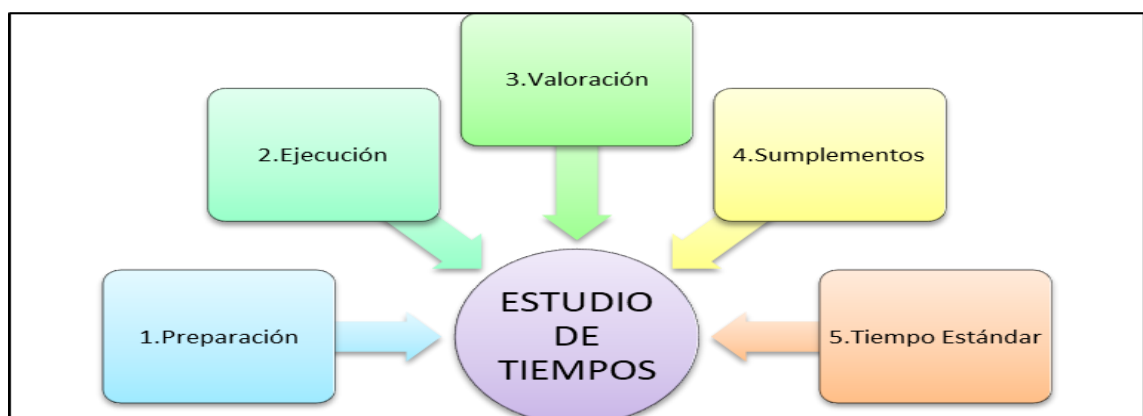 3.Valoración
2.Ejecución
4.Sumplementos
1.Preparación
ESTUDIO
DE
TIEMPOS
5.Tiempo Estándar